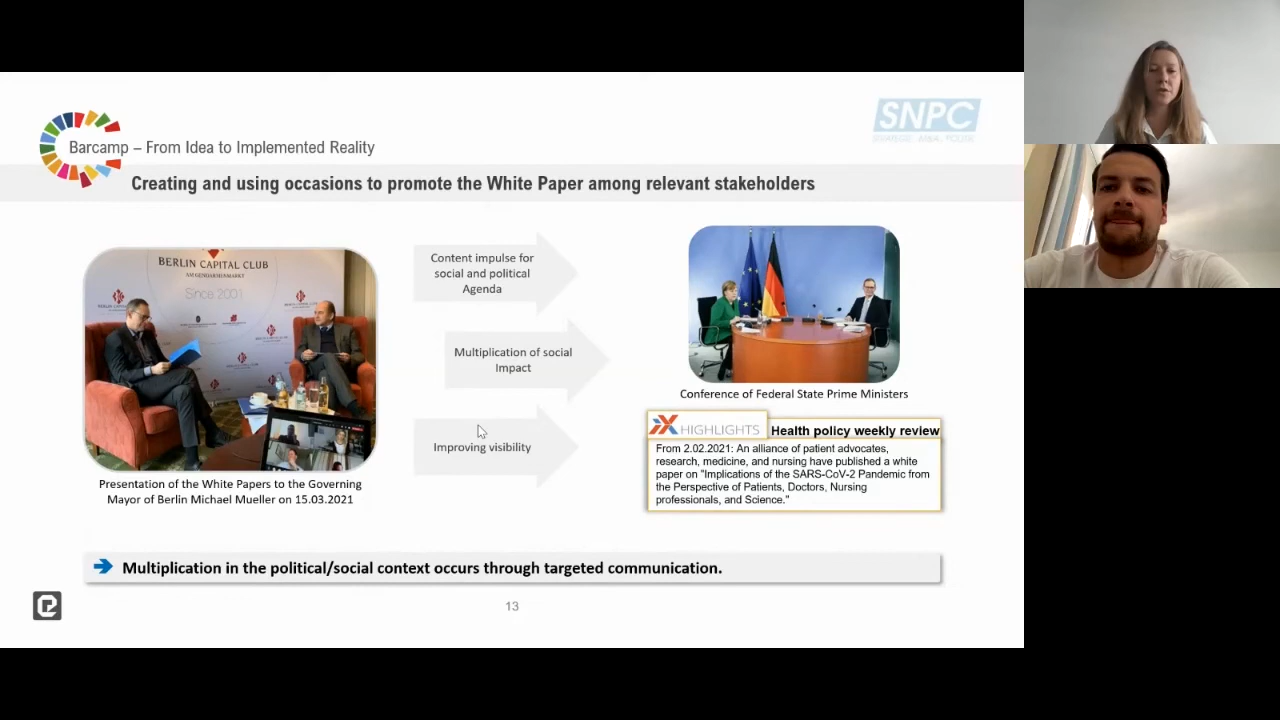 SNPC
Barcamp – From Idea to Implemented Reality
Creating and using occasions to promote the White Paper among relevant stakeholders
BERLIN CAPITAL CLUB
AM GENDARMENMARKT
Since 2001
Presentation of the White Papers to the Governing
Mayor of Berlin Michael Mueller on 15.03.2021
Content impulse for
social and political
Agenda
Multiplication of social
Impact
Improving visibility
Conference of Federal State Prime Ministers
HIGHLIGHTS
Health policy weekly review
From 2.02.2021: An alliance of patient advocates,
research, medicine, and nursing have published a white
paper on "Implications of the SARS-CoV-2 Pandemic from
the Perspective of Patients, Doctors, Nursing
professionals, and Science."
Multiplication in the political/social context occurs through targeted communication.
13